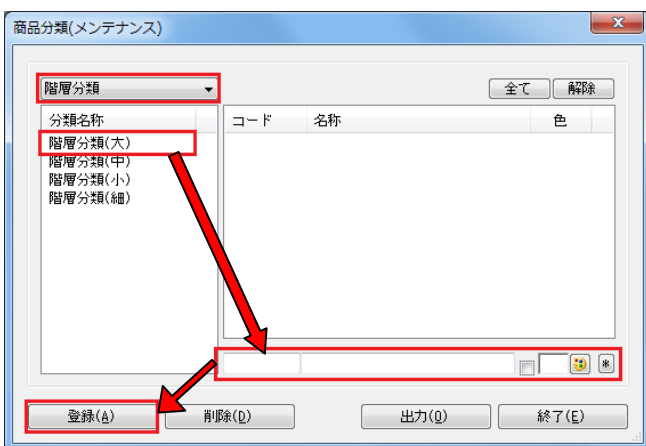 商品分類(メンテナンス)
階層分類
全て 解除
分類名称 コード 名称 色
階層分類(大)
階層分類(中)
階層分類(小)
階層分類(細)
*
登録(A) 削除(D) 出力(O) 終了(E)